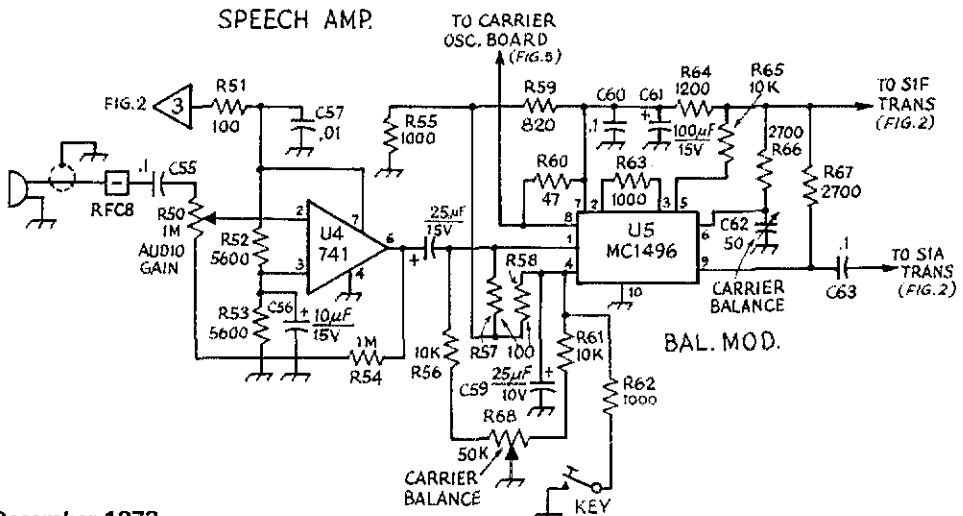 SPEECH AMP.
TO CARRIER
OSC. BOARD
(FIG.5)
FIG.2
3
R51
100
C57
.01
R55
1000
R59
820
C60
.1
C61
+
100µF
15V
R64
1200
R65
10K
TO S1F
TRANS
(FIG.2)
2700
R66
R67
2700
RFC8
.1
C55
R50
1M
AUDIO
GAIN
R52
5600
R53
5600
C56
+
10µF
15V
2
3
7
6
4
U4
741
1M
R54
25µF
15V
+
R60
47
R63
1000
7
2
3
5
8
1
4
6
9
10
U5
MC1496
C62
50
CARRIER
BALANCE
.1
C63
TO S1A
TRANS
(FIG.2)
BAL. MOD.
R58
R57
100
10K
R56
C59
25µF
10V
+
R61
10K
R62
1000
R68
50K
CARRIER
BALANCE
KEY